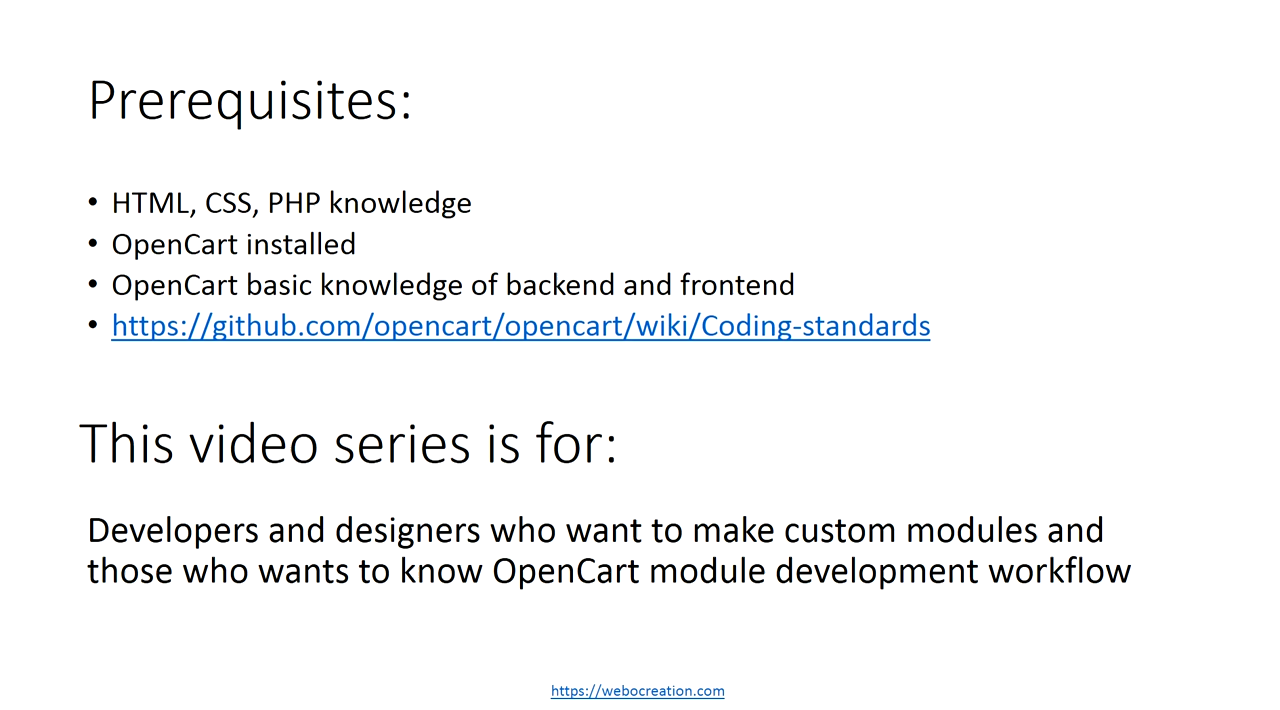 Prerequisites:
• HTML, CSS, PHP knowledge
• OpenCart installed
• OpenCart basic knowledge of backend and frontend
• https://github.com/opencart/opencart/wiki/Coding-standards
This video series is for:
Developers and designers who want to make custom modules and
those who wants to know OpenCart module development workflow
https://webocreation.com